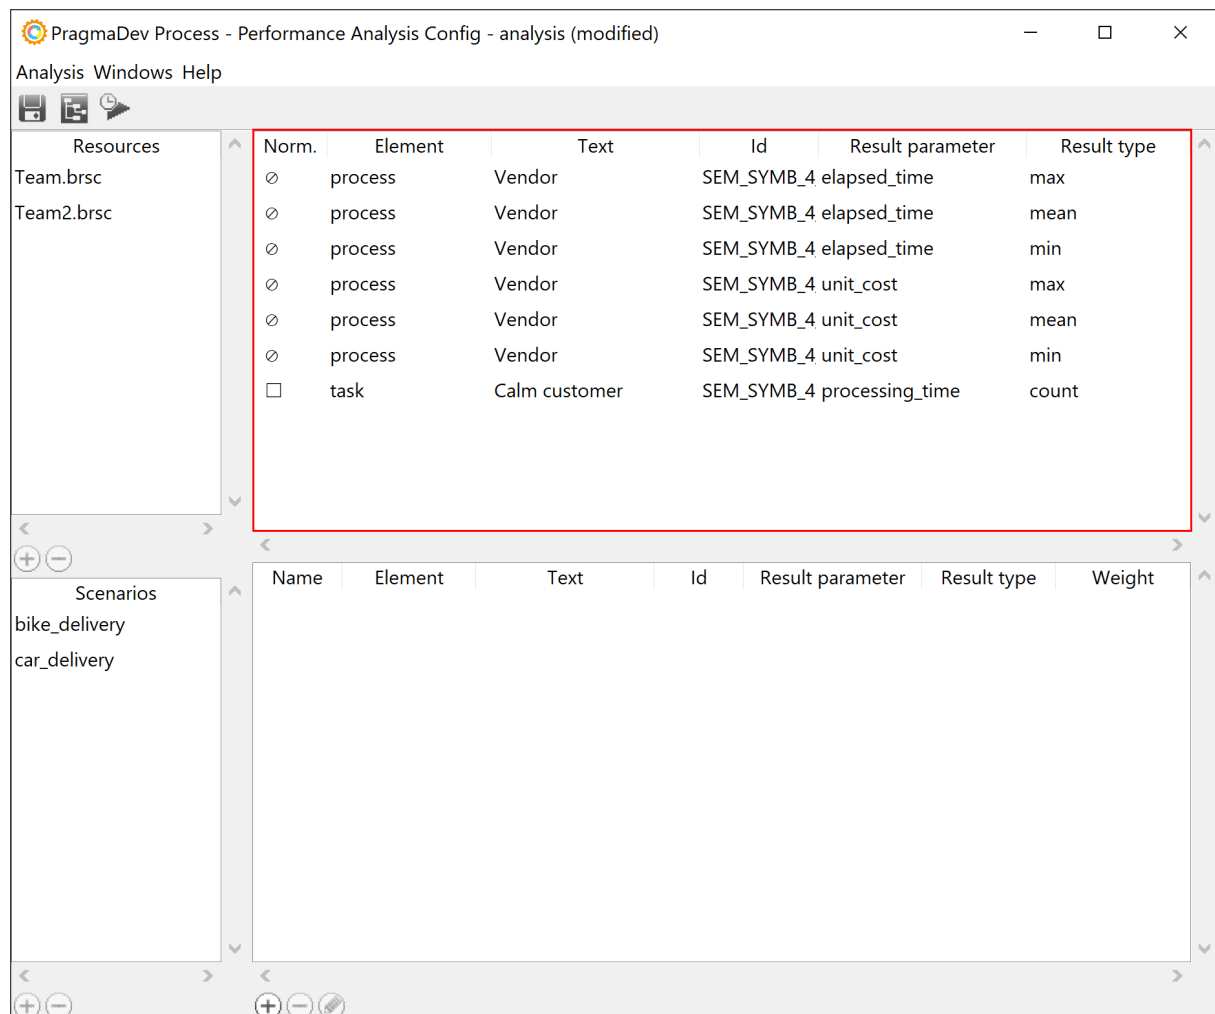 PragmaDev Process - Performance Analysis Config - analysis (modified)
Analysis Windows Help
Resources
Team.brsc
Team2.brsc
Norm. Element Text Id Result parameter Result type
process Vendor SEM_SYMB_4 elapsed_time max
process Vendor SEM_SYMB_4 elapsed_time mean
process Vendor SEM_SYMB_4 elapsed_time min
process Vendor SEM_SYMB_4 unit_cost max
process Vendor SEM_SYMB_4 unit_cost mean
process Vendor SEM_SYMB_4 unit_cost min
task Calm customer SEM_SYMB_4 processing_time count
Scenarios
bike_delivery
car_delivery
Name Element Text Id Result parameter Result type Weight